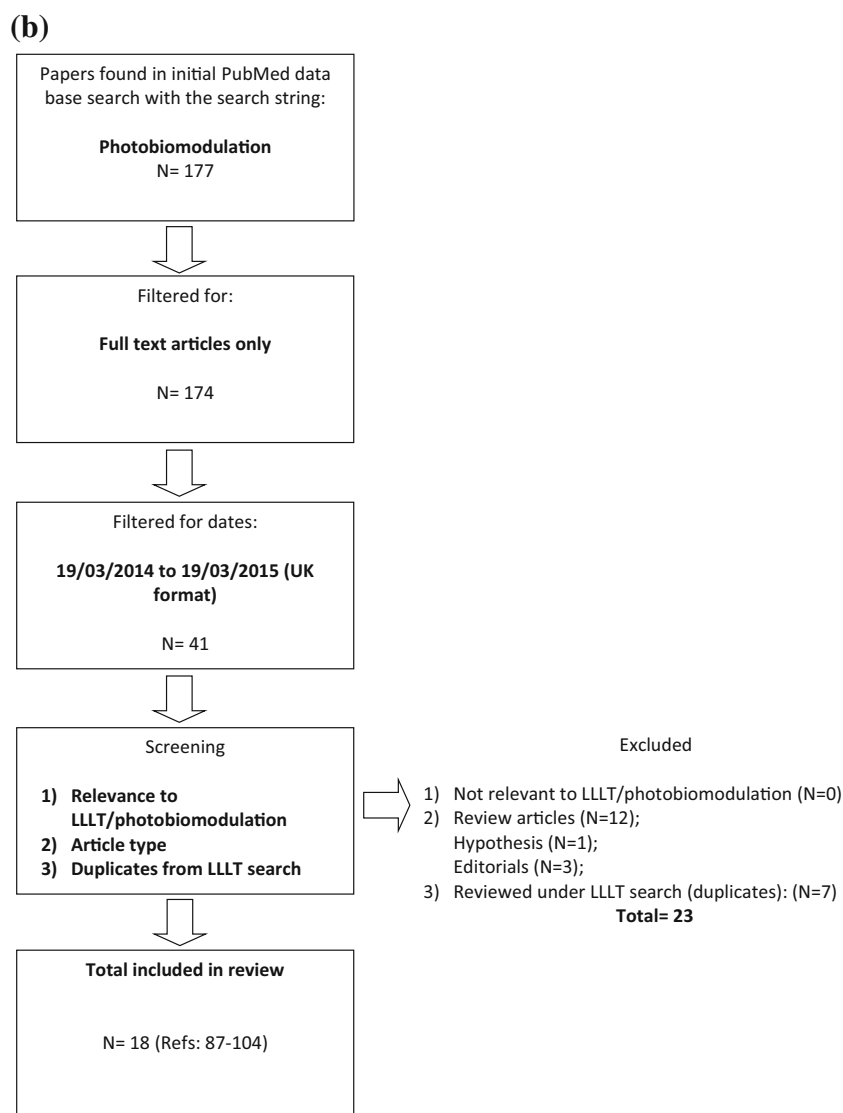 (b)
Papers found in initial PubMed data
base search with the search string:
Photobiomodulation
N= 177
Filtered for:
Full text articles only
N= 174
Filtered for dates:
19/03/2014 to 19/03/2015 (UK
format)
N= 41
Screening
1) Relevance to
LLLT/photobiomodulation
2) Article type
3) Duplicates from LLLT search
Excluded
1) Not relevant to LLLT/photobiomodulation (N=0)
2) Review articles (N=12);
Hypothesis (N=1);
Editorials (N=3);
3) Reviewed under LLLT search (duplicates): (N=7)
Total= 23
Total included in review
N= 18 (Refs: 87-104)